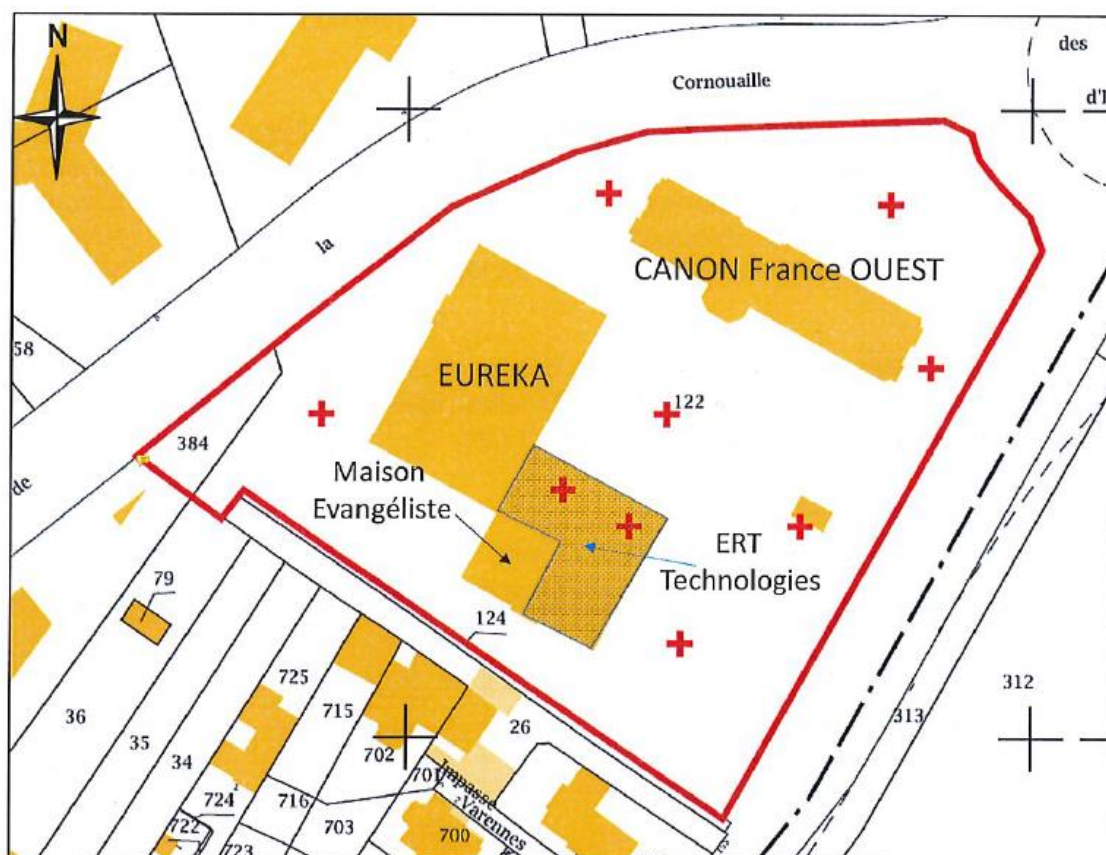 N
des
d'I
Cornouaille
la
CANON France OUEST
58
EUREKA
122
384
de
Maison
Evangéliste
ERT
Technologies
79
124
36
35
34
725
715
702
26
701
Impasse
Varennes
312
313
724
716
703
700
722
723